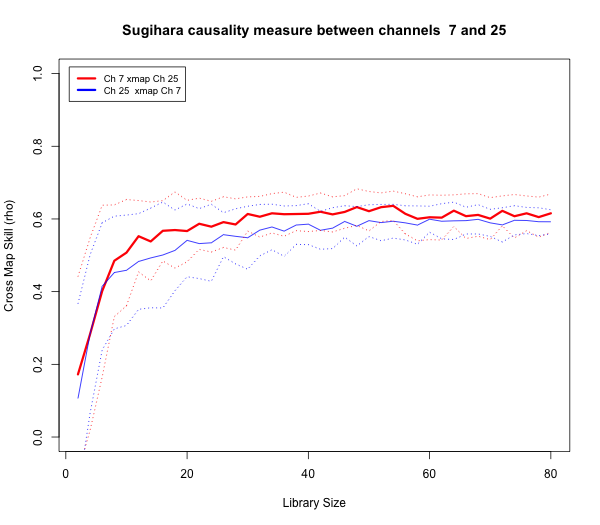 Sugihara causality measure between channels  7 and 25
Ch 7 xmap Ch 25
Ch 25  xmap Ch 7
Cross Map Skill (rho)
1.0
0.8
0.6
0.4
0.2
0.0
0 20 40 60 80
Library Size